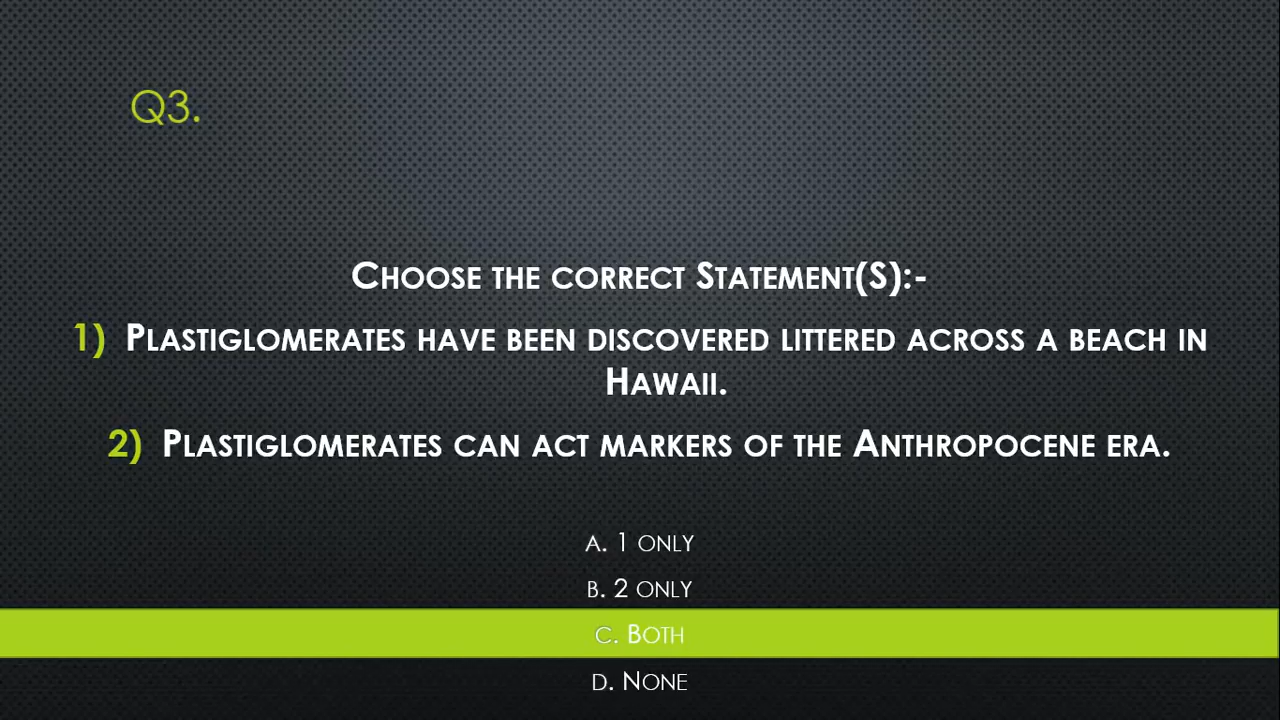 Q3.
Choose the correct Statement(s):-
1) Plastiglomerates have been discovered littered across a beach in
Hawaii.
2) Plastiglomerates can act markers of the Anthropocene era.
A. 1 only
B. 2 only
C. Both
D. None